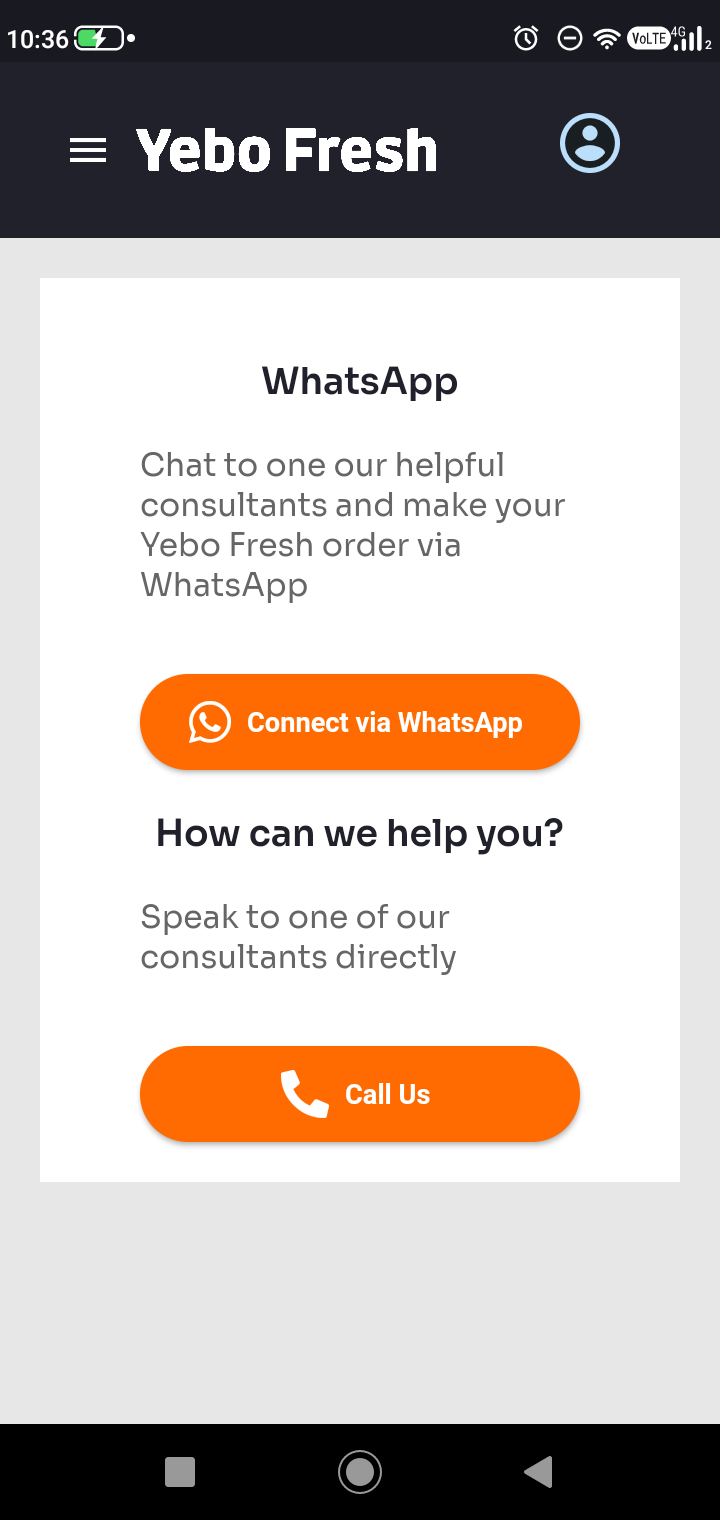 10:36
VoLTE 4G 2
Yebo Fresh
WhatsApp
Chat to one our helpful
consultants and make your
Yebo Fresh order via
WhatsApp
Connect via WhatsApp
How can we help you?
Speak to one of our
consultants directly
Call Us